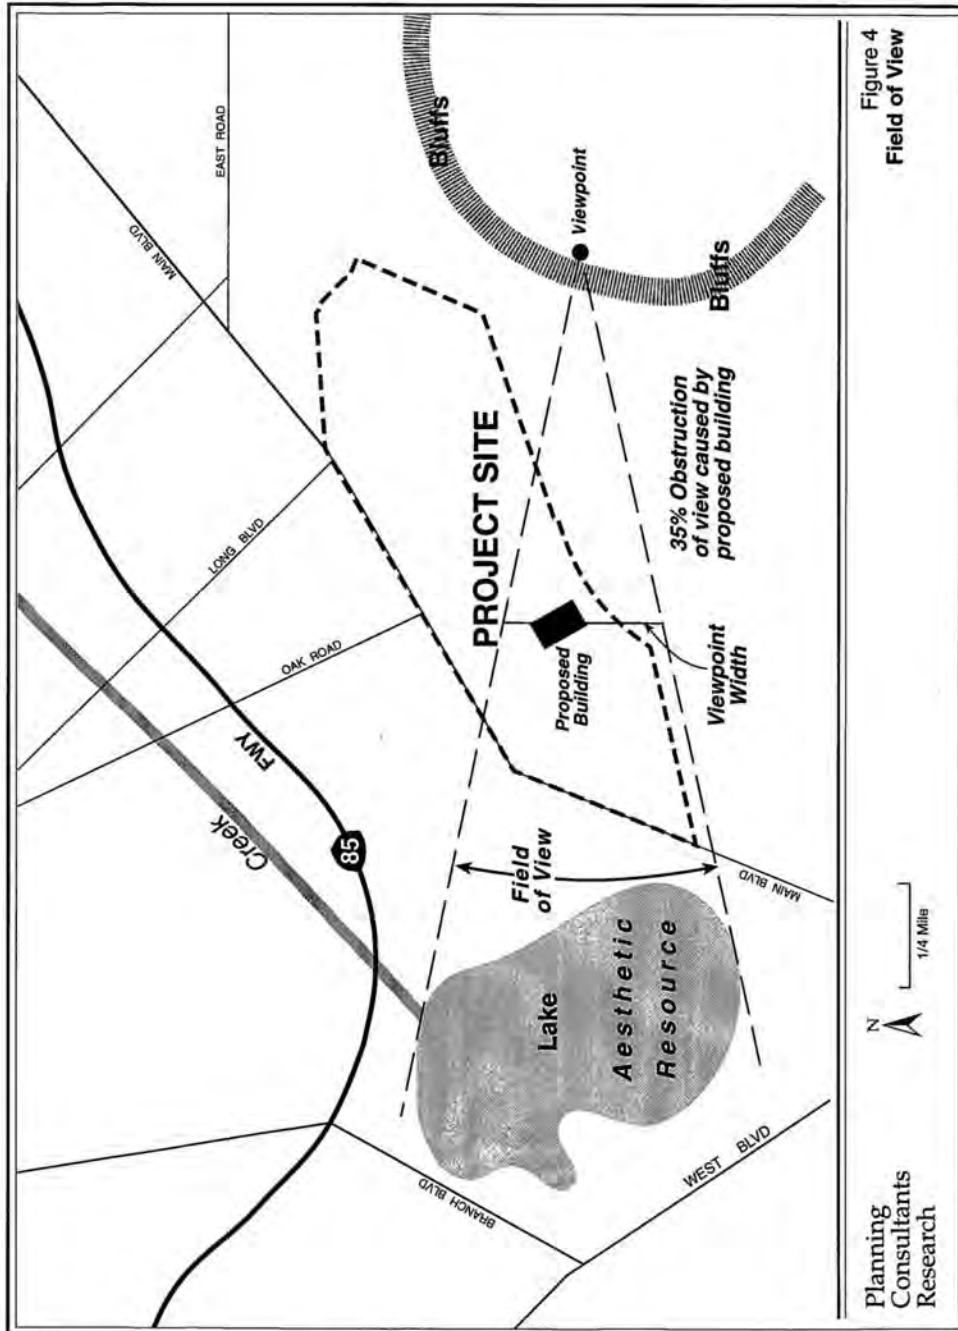 EAST ROAD
MAIN BLVD
LONG BLVD
OAK ROAD
FWY
85
Creek
Bluffs
Viewpoint
Bluffs
PROJECT SITE
35% Obstruction
of view caused by
proposed building
Proposed
Building
Viewpoint
Width
Field
of View
MAIN BLVD
Lake
Aesthetic
Resource
BRANCH BLVD
WEST BLVD
Planning
Consultants
Research
N
1/4 Mile
Figure 4
Field of View